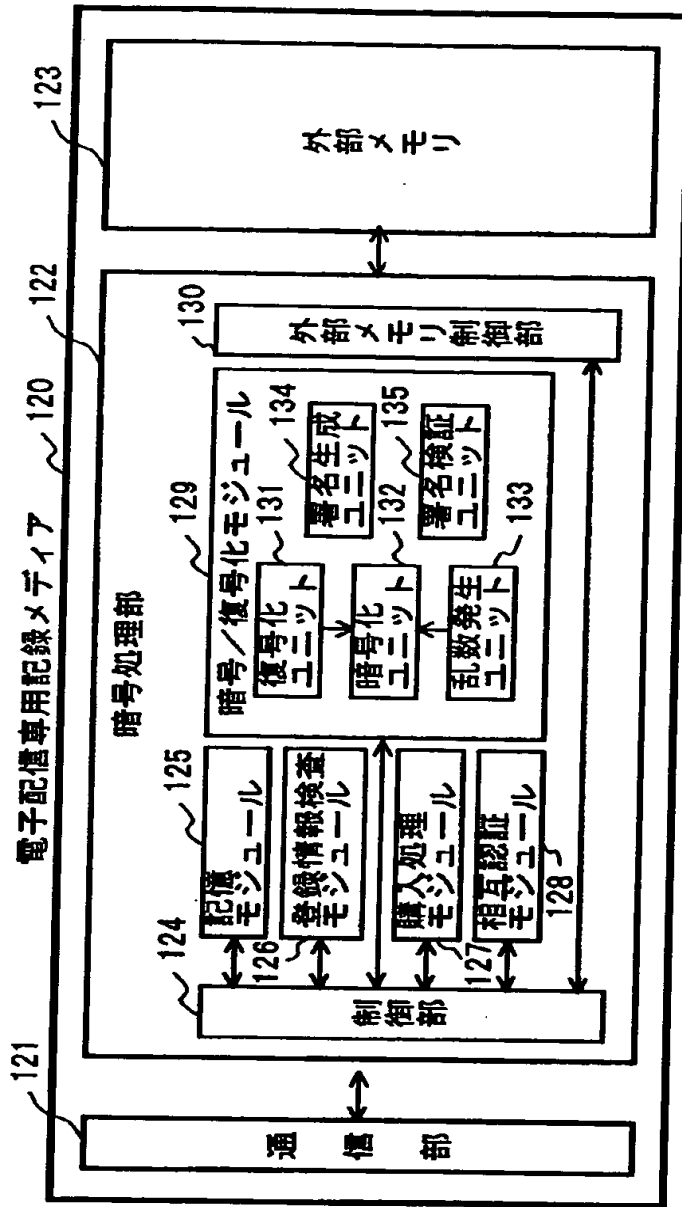 電子配信専用記録メディア 120
121
通信部
122
暗号処理部
123
外部メモリ
124
制御部
125
記憶
モジュール
126
登録情報検査
モジュール
127
購入処理
モジュール
128
相互認証
モジュール
129
暗号／復号化モジュール
130
外部メモリ制御部
131
復号化
ユニット
132
暗号化
ユニット
133
乱数発生
ユニット
134
署名生成
ユニット
135
署名検証
ユニット